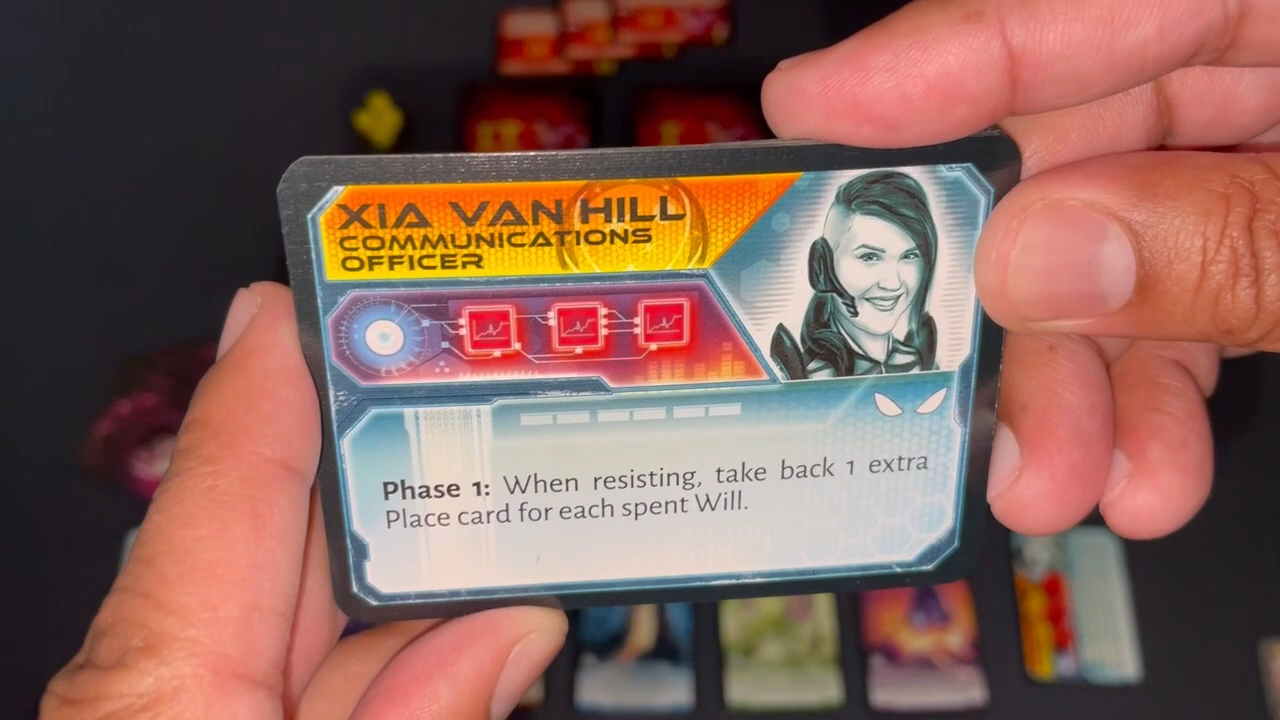 XIA VAN HILL
COMMUNICATIONS
OFFICER
Phase 1: When resisting, take back 1 extra
Place card for each spent Will.